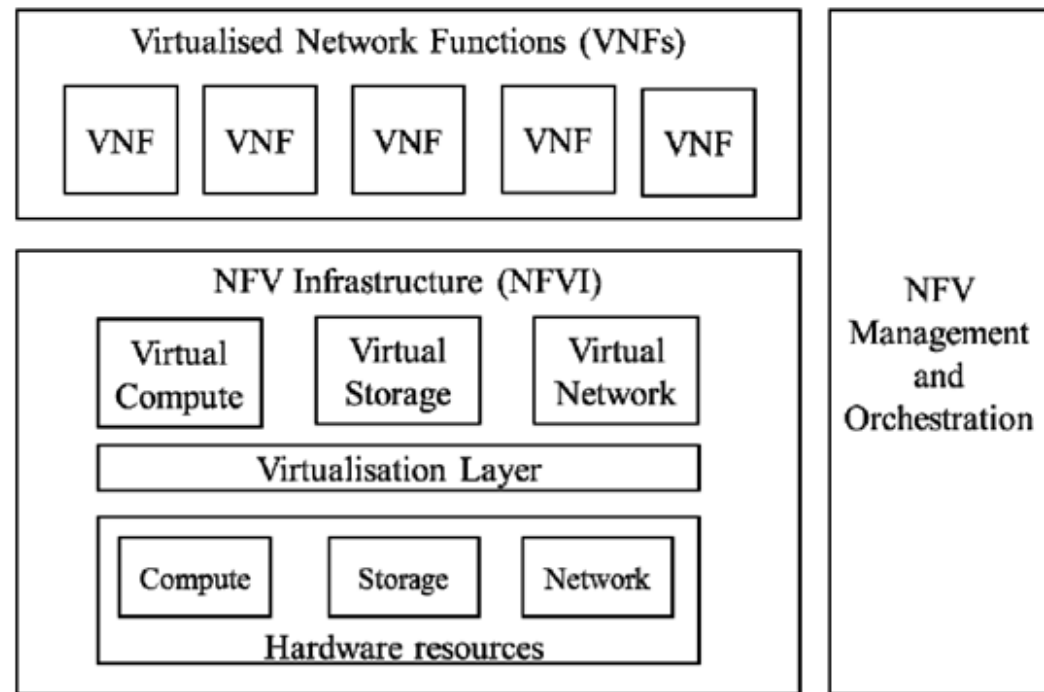 Virtualised Network Functions (VNFs)
VNF
VNF
VNF
VNF
VNF
NFV Infrastructure (NFVI)
Virtual
Compute
Virtual
Storage
Virtual
Network
Virtualisation Layer
Compute
Storage
Network
Hardware resources
NFV
Management
and
Orchestration